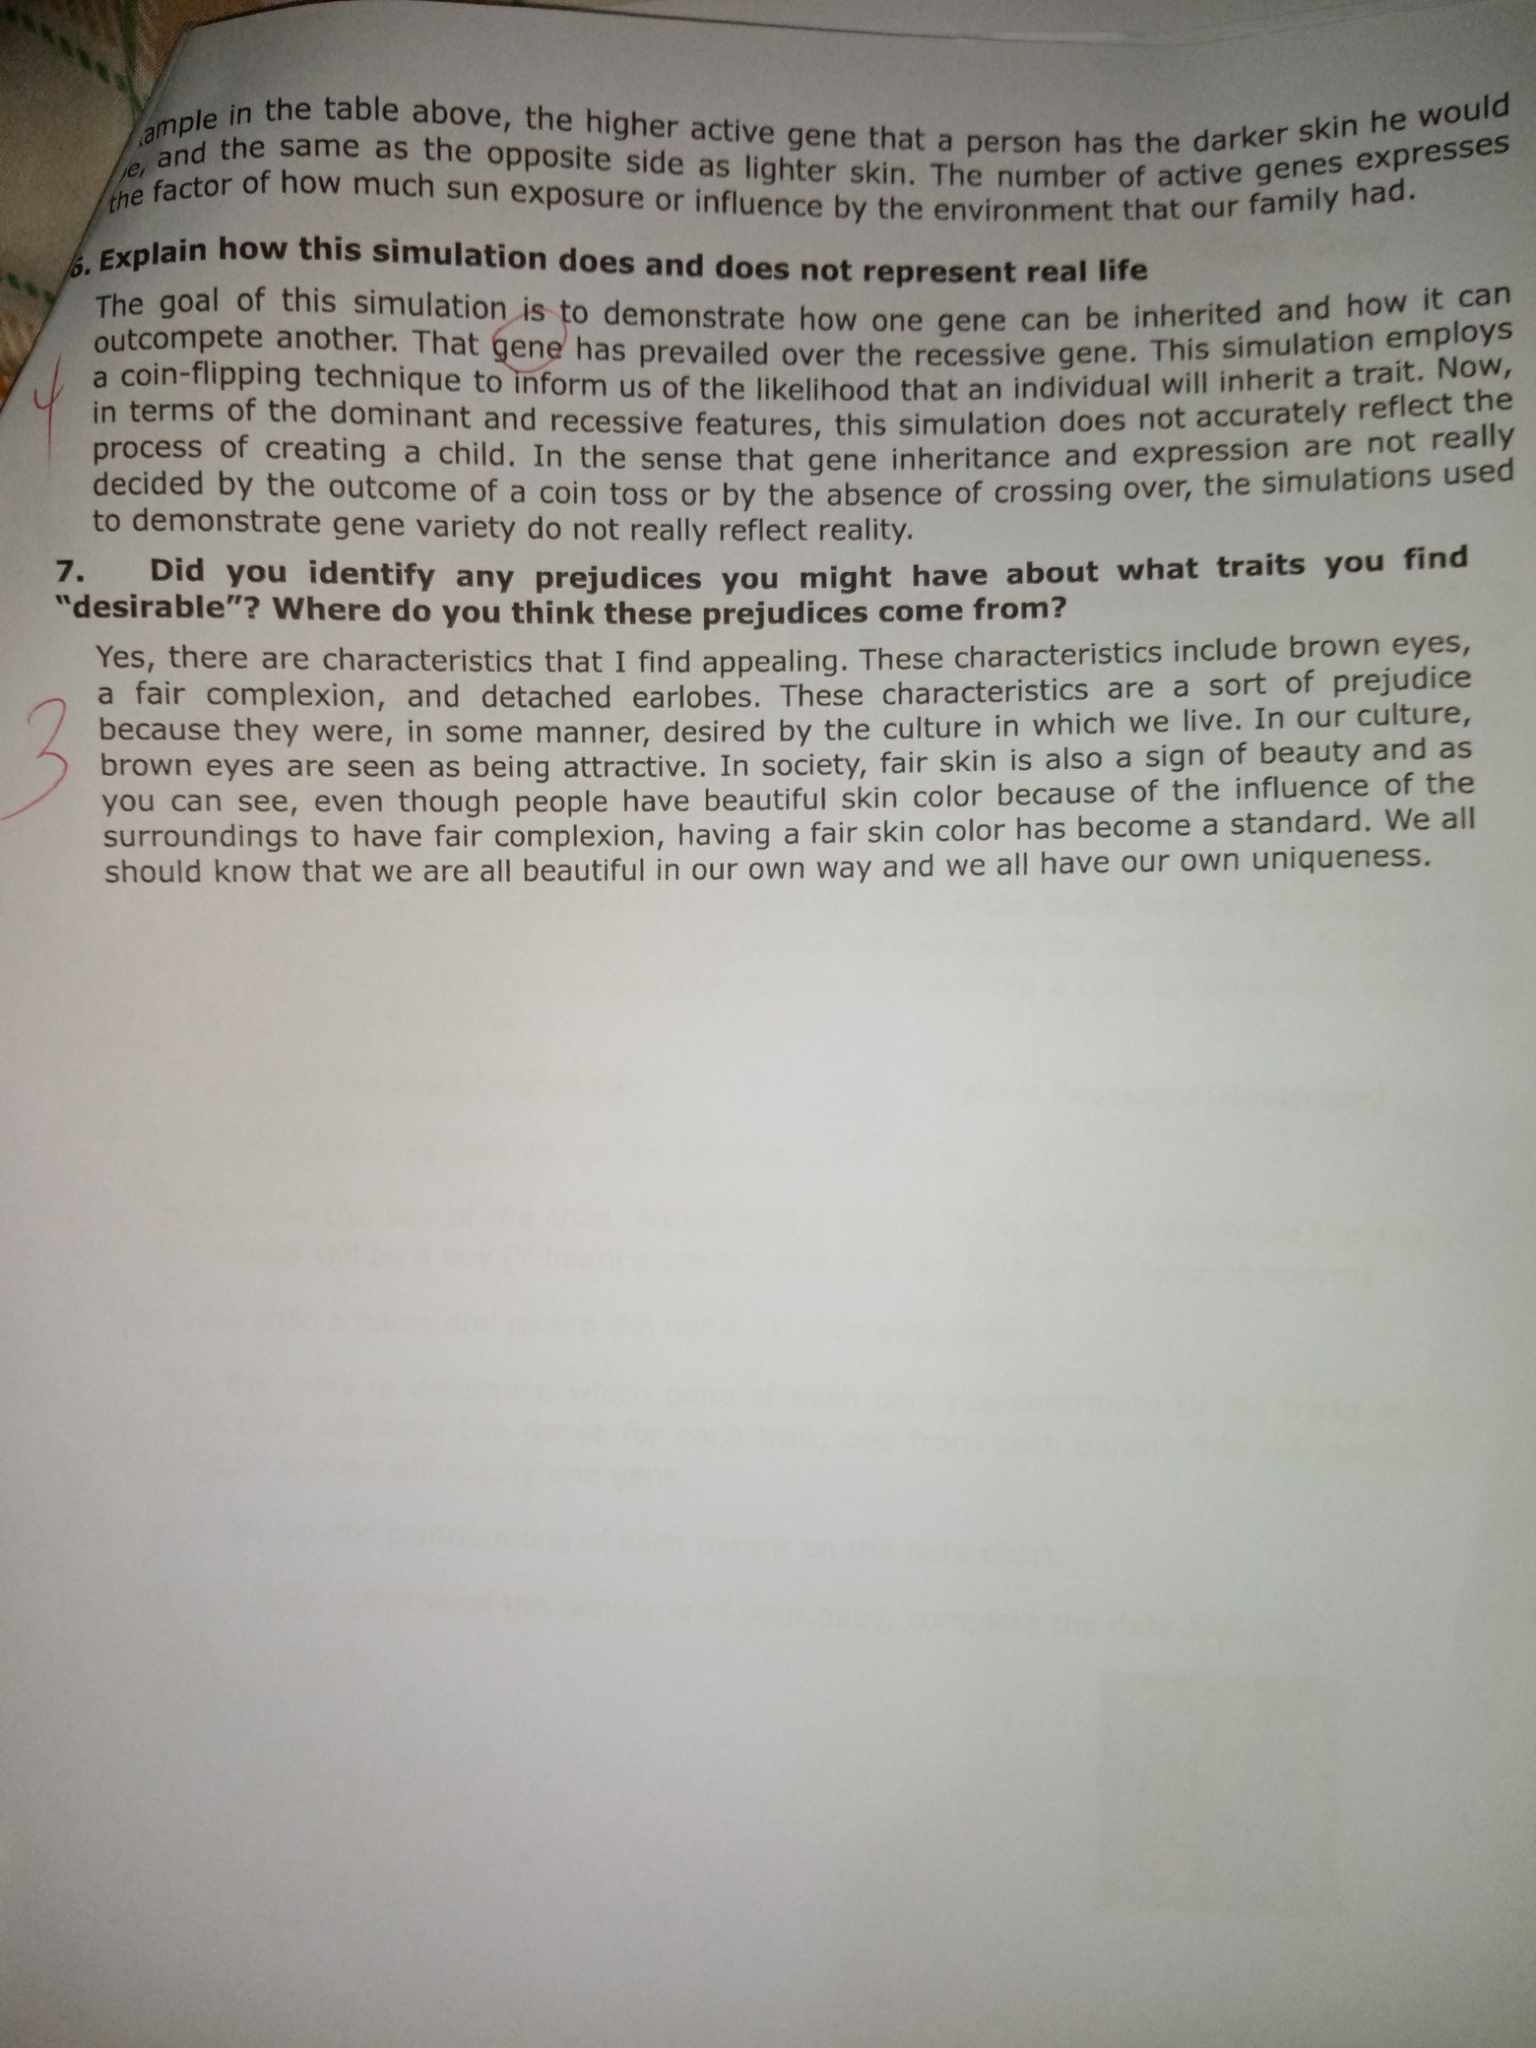 ample in the table above, the higher active gene that a person has the darker skin he would
e, and the same as the opposite side as lighter skin. The number of active genes expresses
the factor of how much sun exposure or influence by the environment that our family had.
6. Explain how this simulation does and does not represent real life
The goal of this simulation is to demonstrate how one gene can be inherited and how it can
outcompete another. That gene has prevailed over the recessive gene. This simulation employs
a coin-flipping technique to inform us of the likelihood that an individual will inherit a trait. Now,
4
in terms of the dominant and recessive features, this simulation does not accurately reflect the
process of creating a child. In the sense that gene inheritance and expression are not really
decided by the outcome of a coin toss or by the absence of crossing over, the simulations used
to demonstrate gene variety do not really reflect reality.
7. Did you identify any prejudices you might have about what traits you find
"desirable"? Where do you think these prejudices come from?
Yes, there are characteristics that I find appealing. These characteristics include brown eyes,
a fair complexion, and detached earlobes. These characteristics are a sort of prejudice
3
because they were, in some manner, desired by the culture in which we live. In our culture,
brown eyes are seen as being attractive. In society, fair skin is also a sign of beauty and as
you can see, even though people have beautiful skin color because of the influence of the
surroundings to have fair complexion, having a fair skin color has become a standard. We all
should know that we are all beautiful in our own way and we all have our own uniqueness.